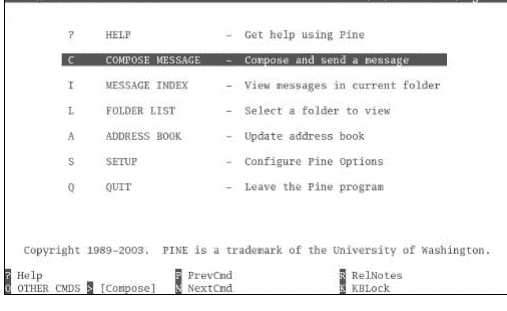 ? HELP - Get help using Pine
C COMPOSE MESSAGE - Compose and send a message
I MESSAGE INDEX - View messages in current folder
L FOLDER LIST - Select a folder to view
A ADDRESS BOOK - Update address book
S SETUP - Configure Pine Options
Q QUIT - Leave the Pine program
Copyright 1989-2003. PINE is a trademark of the University of Washington.
? Help P PrevCmd R RelNotes
O OTHER CMDS > [Compose] N NextCmd K KBLock